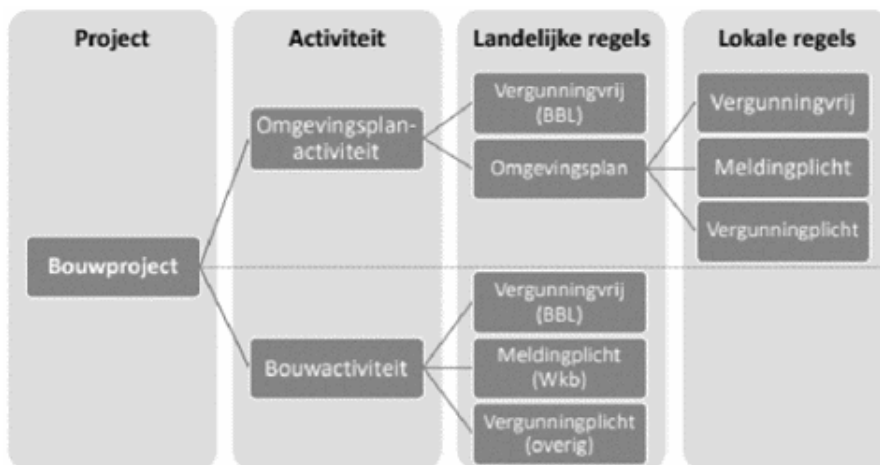 Project
Activiteit
Landelijke regels
Lokale regels
Bouwproject
Omgevingsplan-
activiteit
Bouwactiviteit
Vergunningvrij
(BBL)
Omgevingsplan
Vergunningvrij
(BBL)
Meldingplicht
(Wkb)
Vergunningplicht
(overig)
Vergunningvrij
Meldingplicht
Vergunningplicht